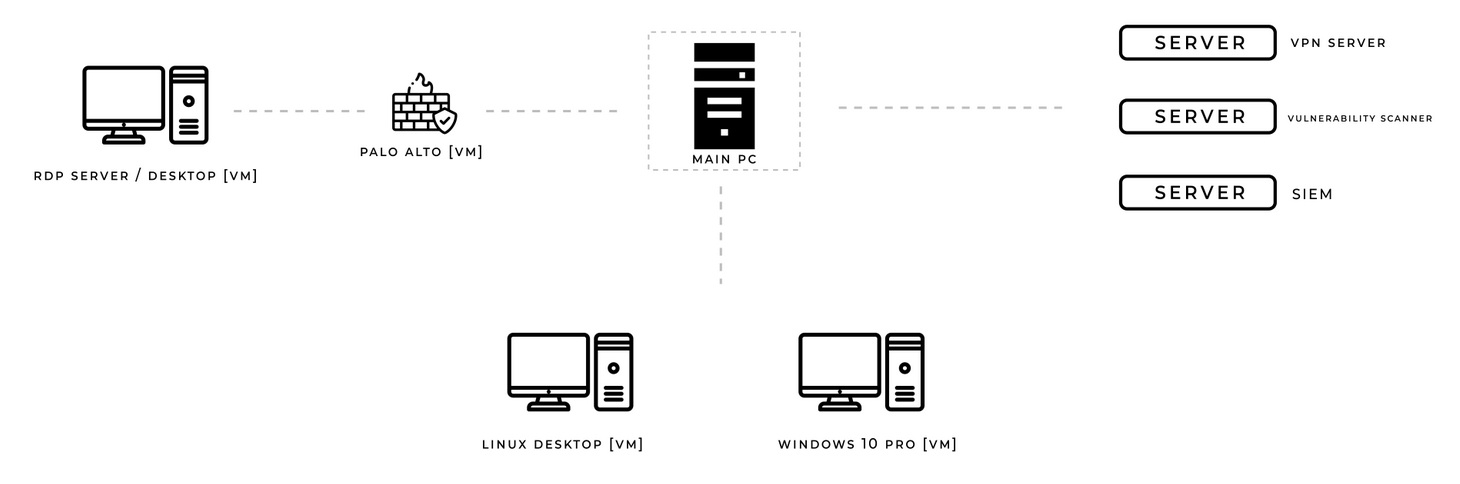 SERVER VPN SERVER
SERVER VULNERABILITY SCANNER
SERVER SIEM
PALO ALTO [VM]
MAIN PC
RDP SERVER / DESKTOP [VM]
LINUX DESKTOP [VM]
WINDOWS 10 PRO [VM]